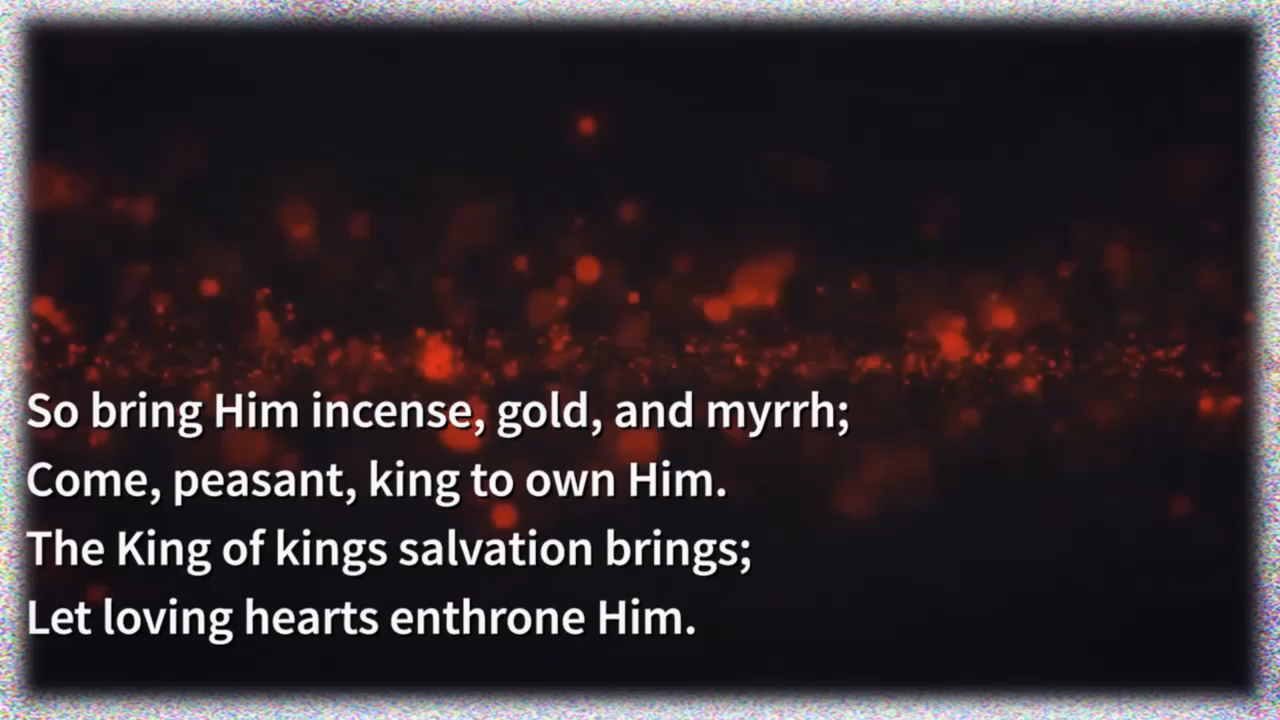 So bring Him incense, gold, and myrrh;
Come, peasant, king to own Him.
The King of kings salvation brings;
Let loving hearts enthrone Him.